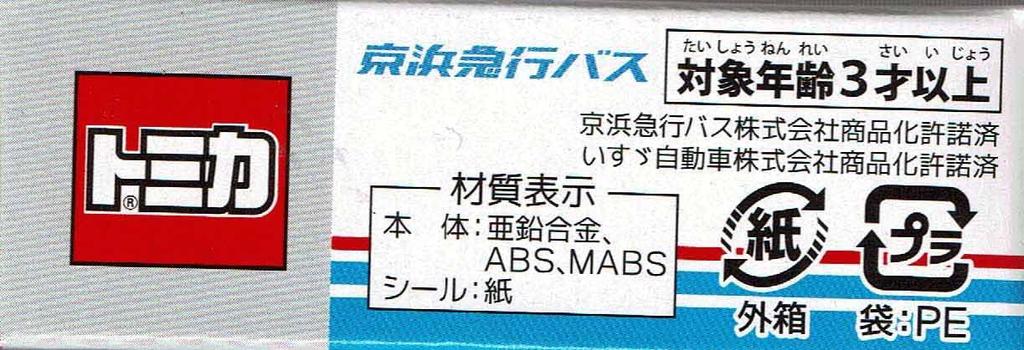 トミカ®
京浜急行バス
たいしょうねんれい さいいじょう
対象年齢3才以上
京浜急行バス株式会社商品化許諾済
いすゞ自動車株式会社商品化許諾済
材質表示
本 体:亜鉛合金、
ABS、MABS
シール:紙
紙
外箱
プラ
袋:PE